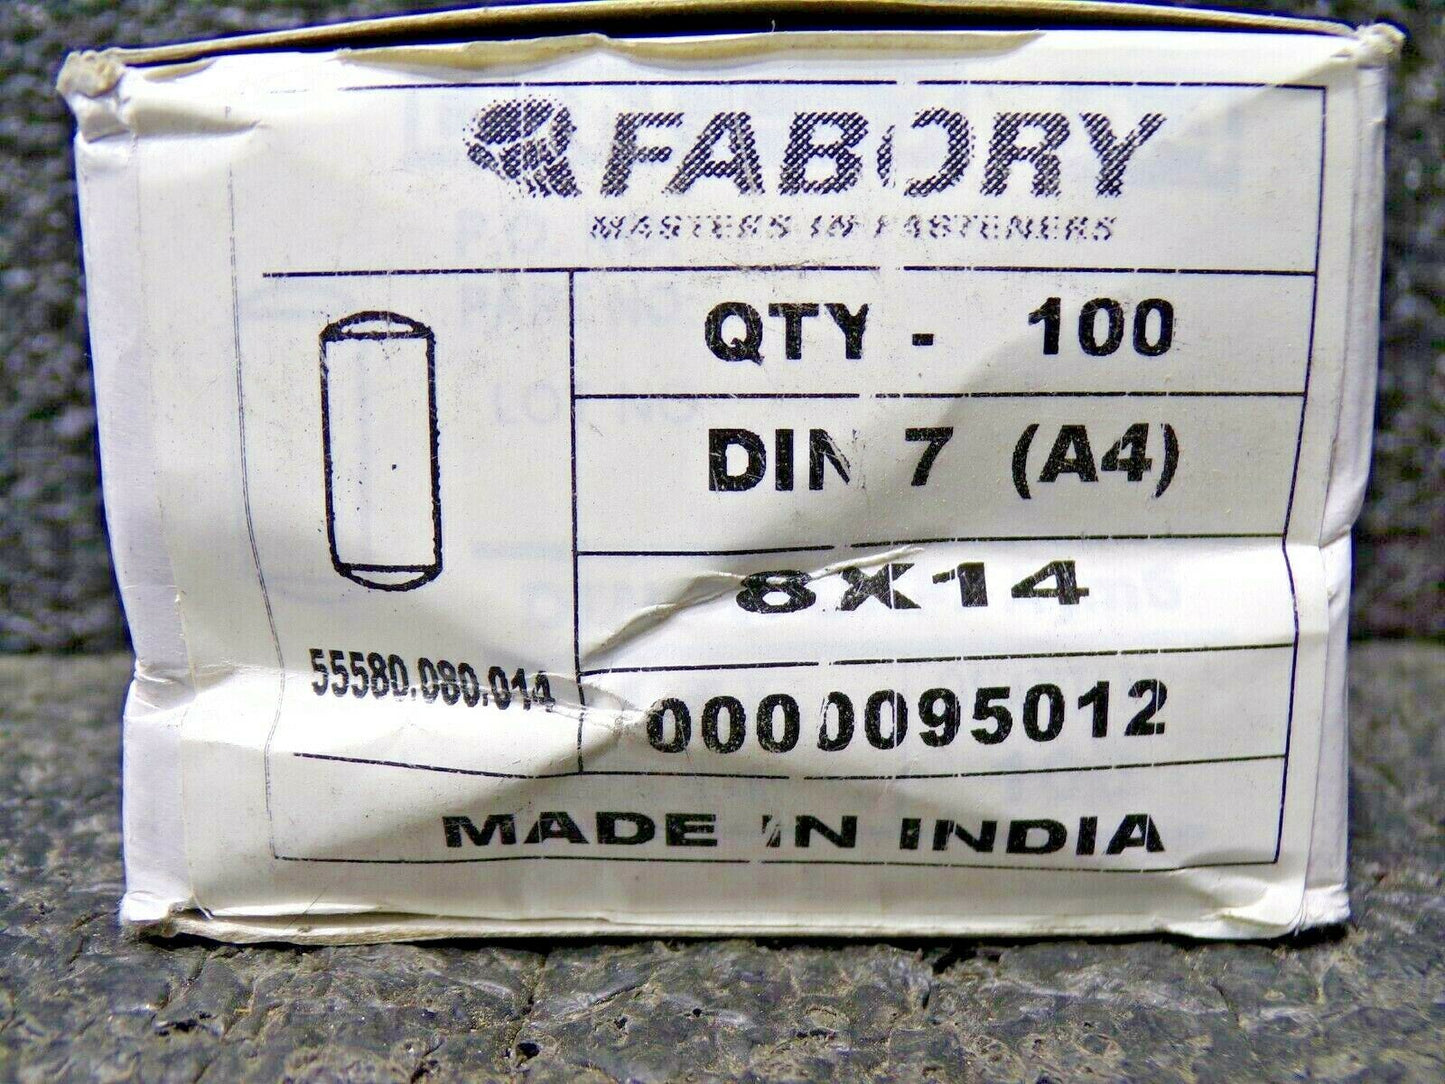 FABORY
MASTERS IN FASTENERS
QTY - 100
DIN 7 (A4)
8X14
55580.080.014
0000095012
MADE IN INDIA